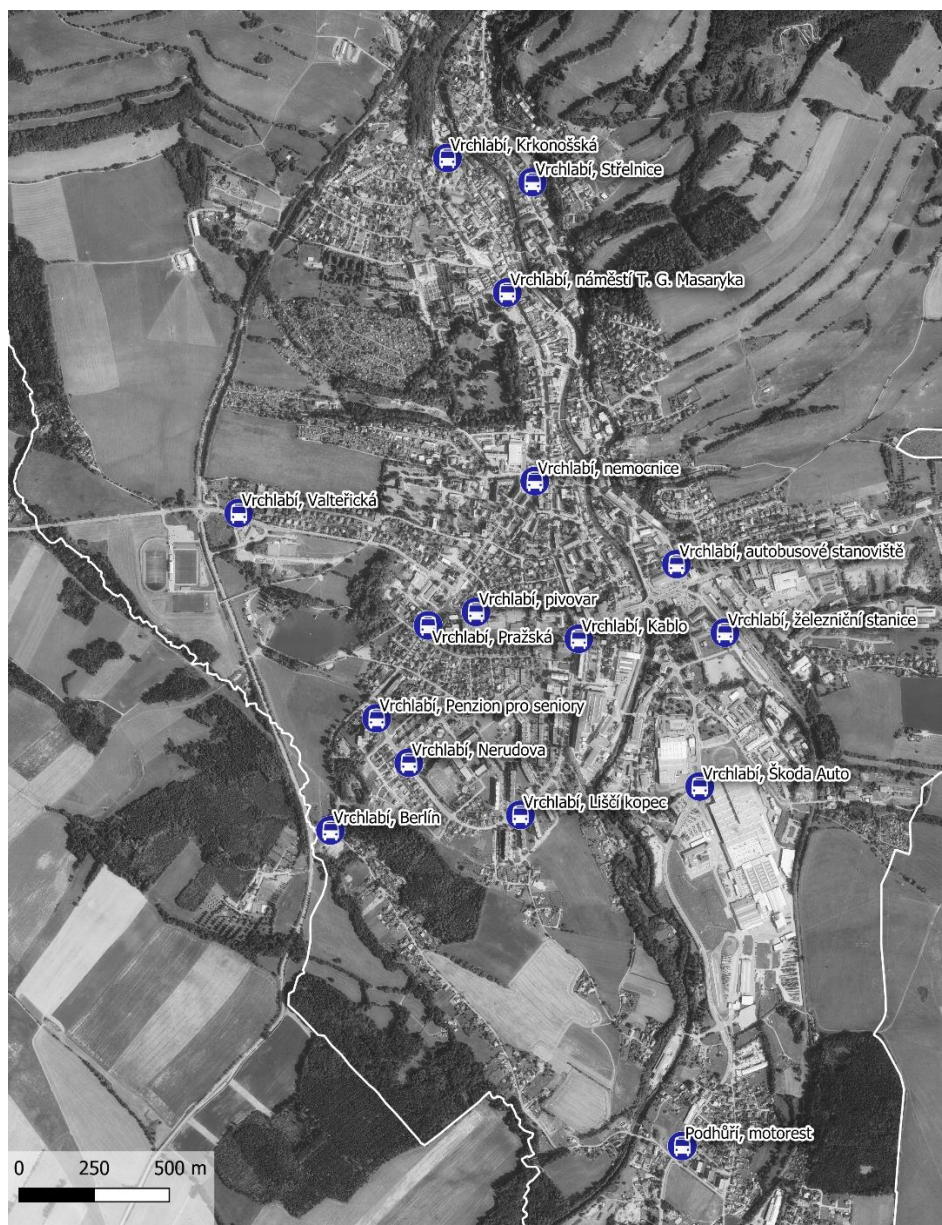 Vrchlabí, Krkonošská
Vrchlabí, Střelnice
Vrchlabí, náměstí T. G. Masaryka
Vrchlabí, nemocnice
Vrchlabí, Valteřická
Vrchlabí, autobusové stanoviště
Vrchlabí, pivovar
Vrchlabí, Pražská
Vrchlabí, Kablo
Vrchlabí, železniční stanice
Vrchlabí, Penzion pro seniory
Vrchlabí, Nerudova
Vrchlabí, Škoda Auto
Vrchlabí, Liščí kopec
Vrchlabí, Berlín
Podhůří, motorest
0 250 500 m